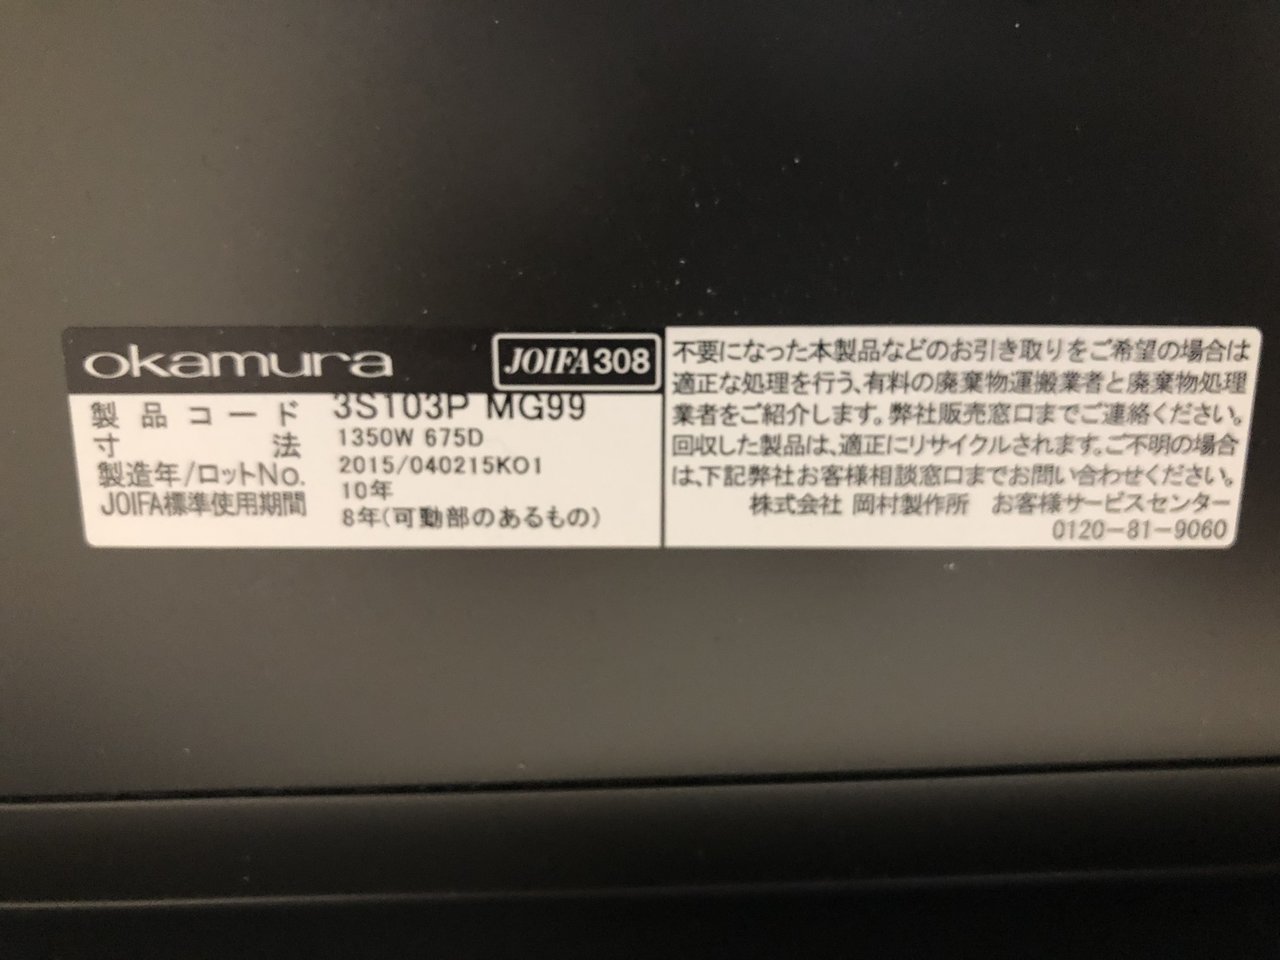 okamura
JOIFA308
製品コード 3S103P MG99
寸法 1350W 675D
製造年/ロットNo. 2015/040215K01
JOIFA標準使用期間 10年
8年(可動部のあるもの)
不要になった本製品などのお引き取りをご希望の場合は
適正な処理を行う、有料の廃棄物運搬業者と廃棄物処理
業者をご紹介します。弊社販売窓口までご連絡ください。
回収した製品は、適正にリサイクルされます。ご不明の場合
は、下記弊社お客様相談窓口までお問い合わせください。
株式会社 岡村製作所 お客様サービスセンター
0120-81-9060